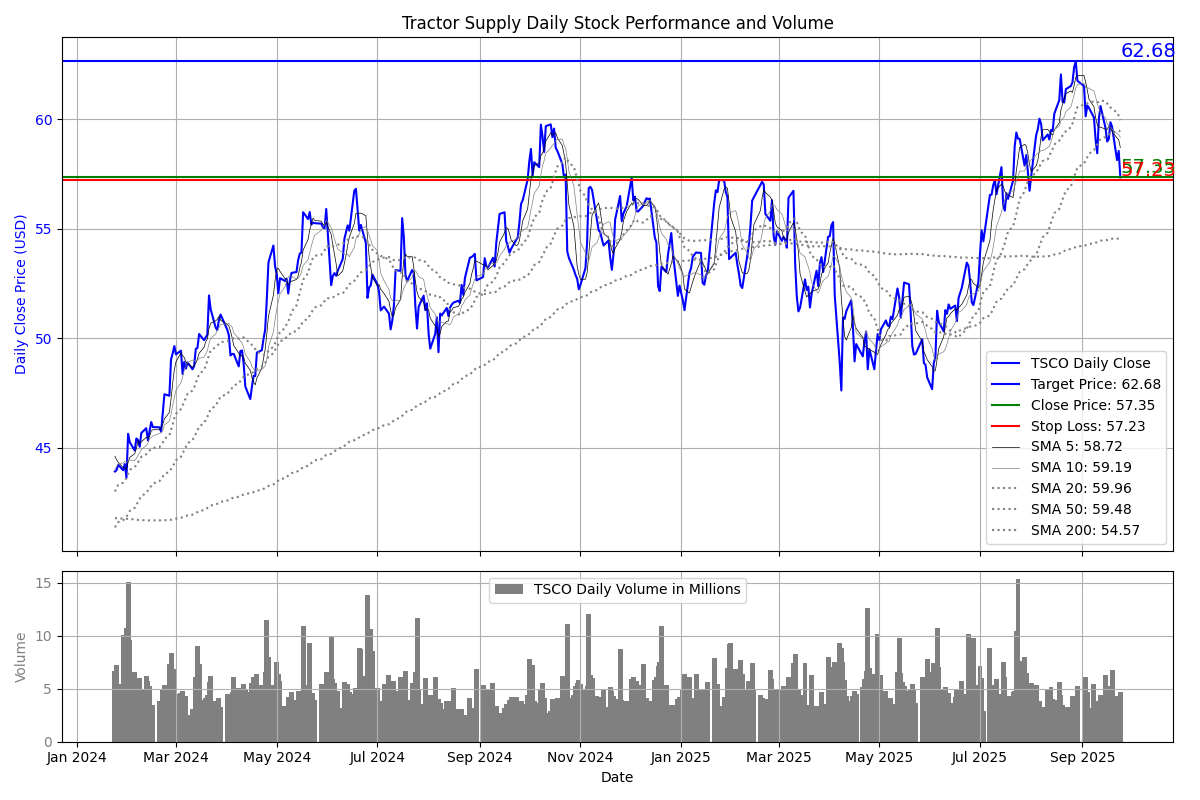 Tractor Supply Daily Stock Performance and Volume
62.68
60
57.35
57.23
55
50
45
Daily Close Price (USD)
TSCO Daily Close
Target Price: 62.68
Close Price: 57.35
Stop Loss: 57.23
SMA 5: 58.72
SMA 10: 59.19
SMA 20: 59.96
SMA 50: 59.48
SMA 200: 54.57
15
10
5
0
Volume
TSCO Daily Volume in Millions
Jan 2024 Mar 2024 May 2024 Jul 2024 Sep 2024 Nov 2024 Jan 2025 Mar 2025 May 2025 Jul 2025 Sep 2025
Date